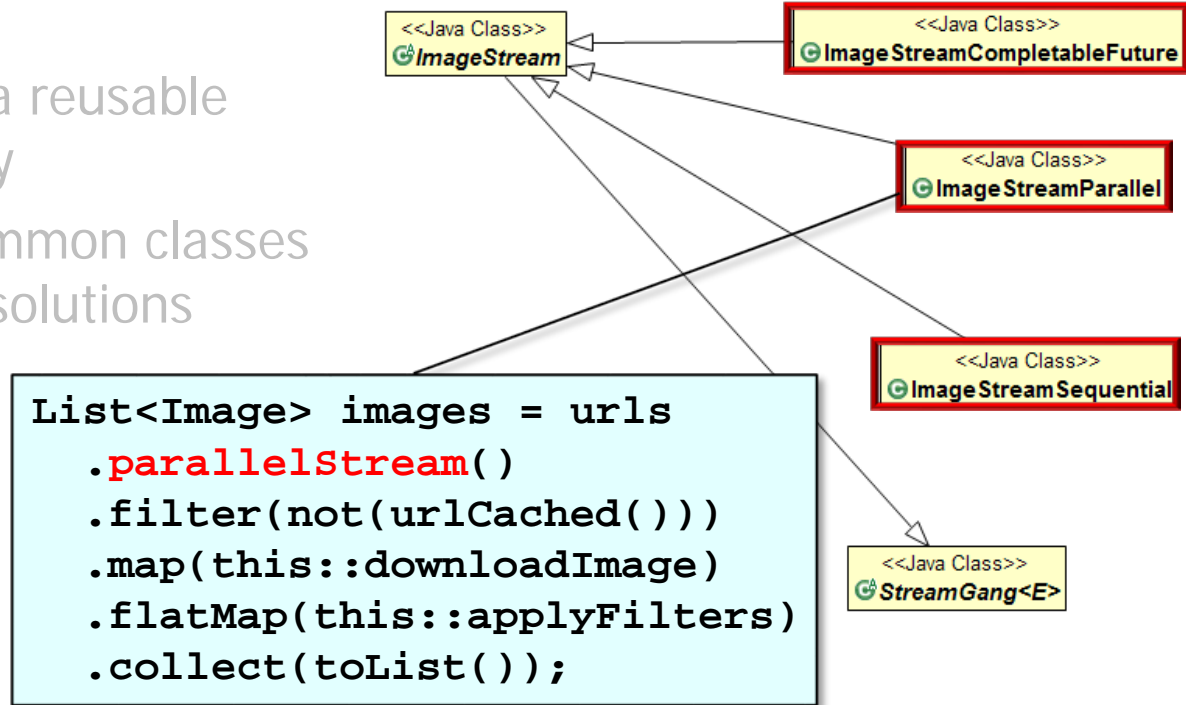 a reusable
y
mmon classes
solutions
<<Java Class>>
ImageStream
<<Java Class>>
ImageStreamCompletableFuture
<<Java Class>>
ImageStreamParallel
<<Java Class>>
ImageStreamSequential
<<Java Class>>
StreamGang<E>
List<Image> images = urls
.parallelStream()
.filter(not(urlCached()))
.map(this::downloadImage)
.flatMap(this::applyFilters)
.collect(toList());